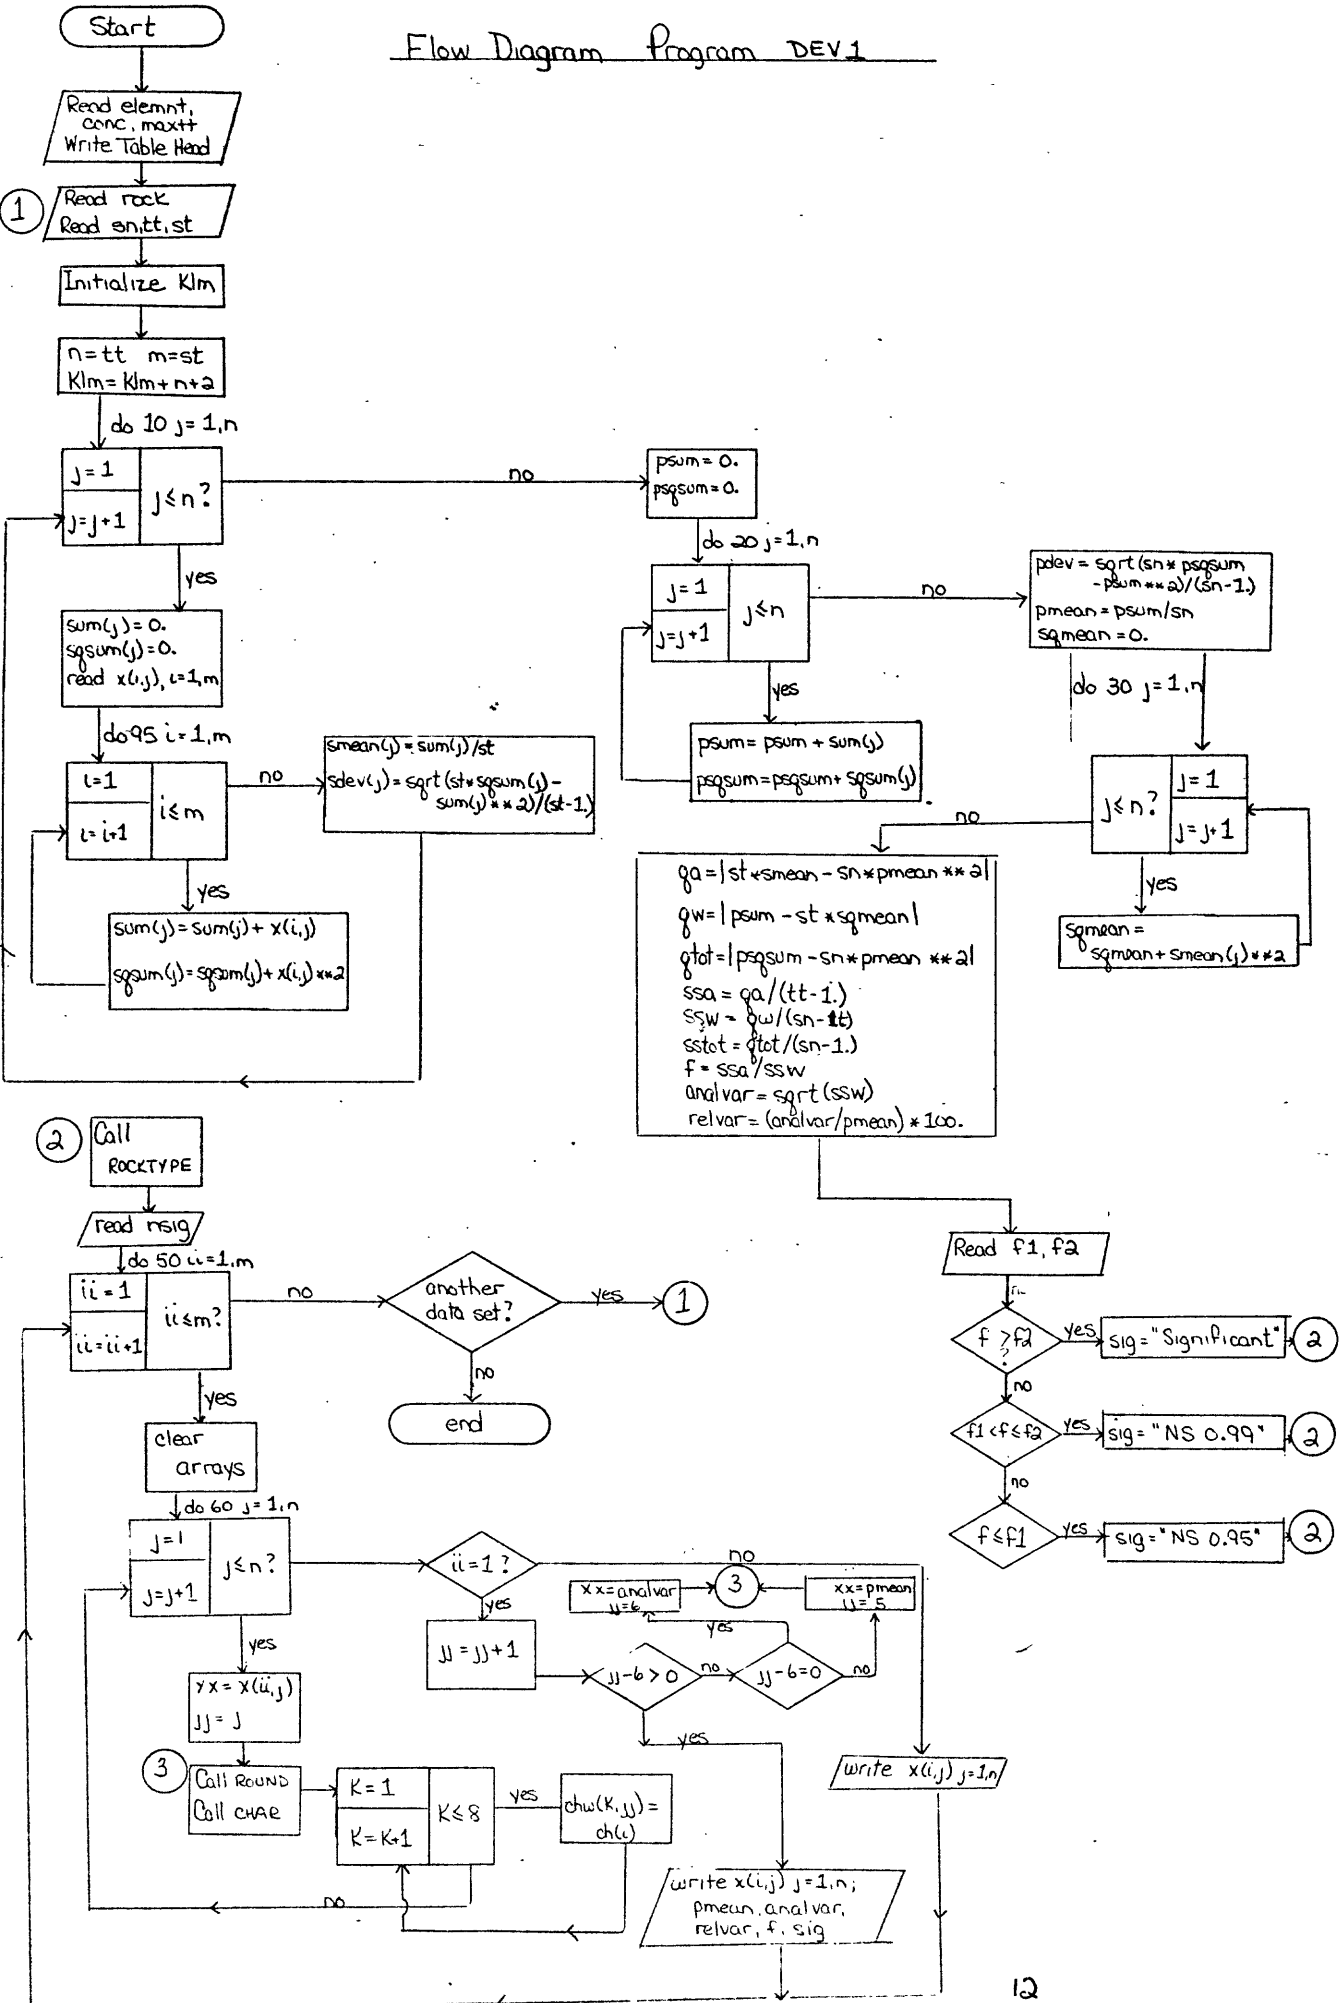 Flow Diagram Program DEV1
Start
Read elemnt,
conc, maxtt
Write Table Head
1
Read rock
Read sn,tt,st
Initialize Klm
n=tt m=st
Klm=Klm+n+2
do 10 j=1,n
j=1
j=j+1
j≤n?
no
yes
sum(j)=0.
sqsum(j)=0.
read x(i,j), i=1,m
do 95 i=1,m
i=1
i=i+1
i≤m
no
yes
smean(j)=sum(j)/st
sdev(j)=sqrt(st*sqsum(j)-
sum(j)**2)/(st-1.)
sum(j)=sum(j)+x(i,j)
sqsum(j)=sqsum(j)+x(i,j)**2
psum=0.
psqsum=0.
do 20 j=1,n
j=1
j=j+1
j≤n
no
yes
psum=psum+sum(j)
psqsum=psqsum+sqsum(j)
pdev=sqrt(sn*psqsum
-psum**2)/(sn-1.)
pmean=psum/sn
sqmean=0.
do 30 j=1,n
j≤n?
j=1
j=j+1
no
yes
sqmean=
sqmean+smean(j)**2
qa=|st*smean-sn*pmean**2|
qw=|psum-st*sqmean|
qtot=|psqsum-sn*pmean**2|
ssa=qa/(tt-1.)
ssw=qw/(sn-tt)
sstot=qtot/(sn-1.)
f=ssa/ssw
analvar=sqrt(ssw)
relvar=(analvar/pmean)*100.
Read f1,f2
f>f2
?
yes
sig="Significant"
2
no
f1<f≤f2
yes
sig="NS 0.99"
2
no
f≤f1
yes
sig="NS 0.95"
2
2
Call
ROCKTYPE
read nsig
do 50 ii=1,m
ii=1
ii=ii+1
ii≤m?
no
another
data set?
yes
1
no
end
yes
clear
arrays
do 60 j=1,n
j=1
j=j+1
j≤n?
yes
ii=1?
no
yes
jj=jj+1
xx=analvar
jj=6
3
xx=pmean
jj=5
yes
jj-6>0
no
jj-6=0
no
yes
xx=x(ii,j)
jj=j
3
Call ROUND
Call CHAR
K=1
K=K+1
K≤8
yes
chw(K,jj)=
ch(i)
no
write x(i,j) j=1,n
write x(i,j) j=1,n;
pmean, analvar,
relvar, f, sig
12